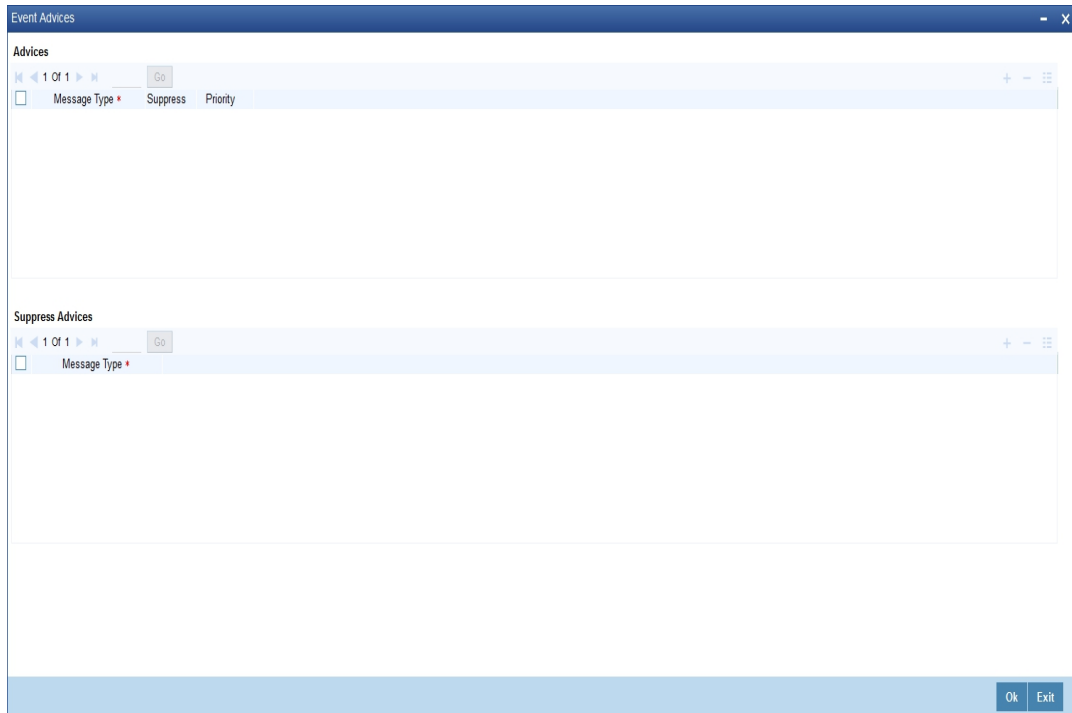 Event Advices
Advices
1 Of 1 Go
Message Type * Suppress Priority
Suppress Advices
1 Of 1 Go
Message Type *
Ok Exit